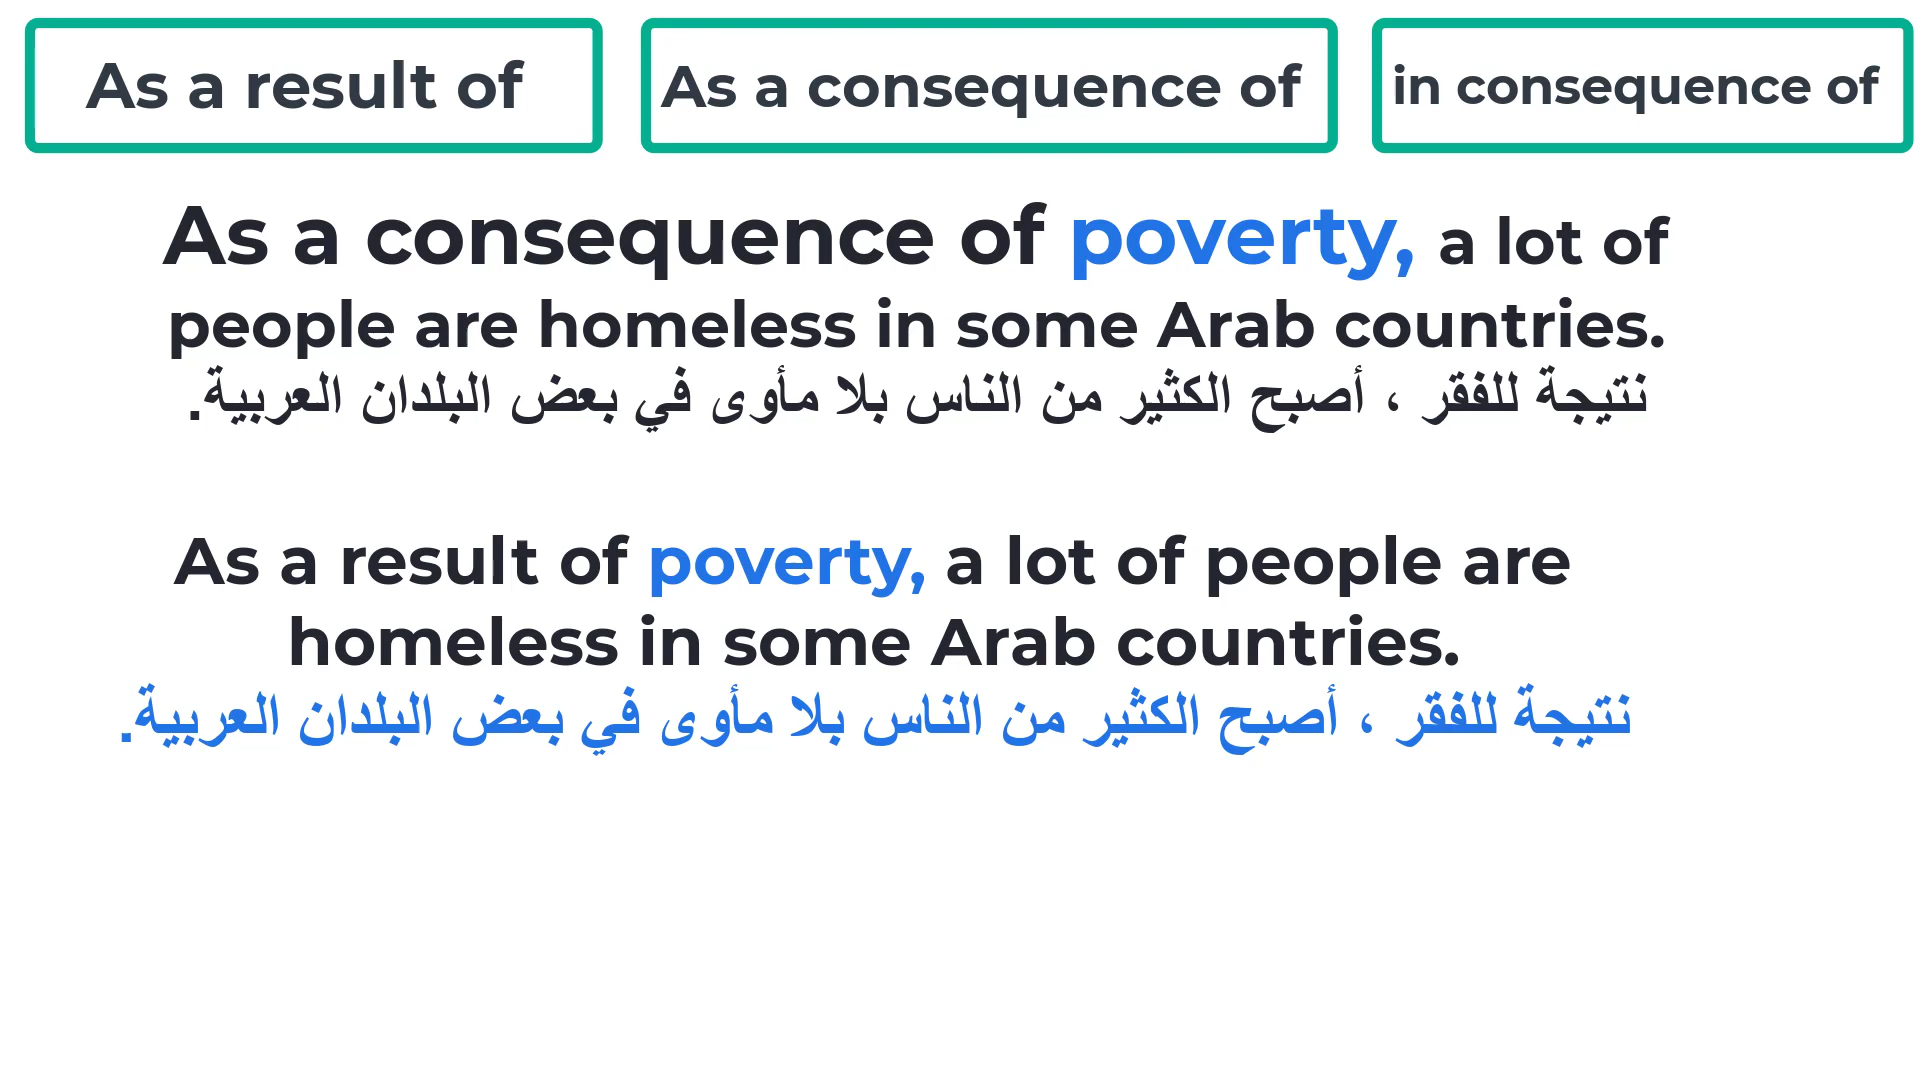 As a result of
As a consequence of
in consequence of
As a consequence of poverty, a lot of
people are homeless in some Arab countries.
نتيجة للفقر ، أصبح الكثير من الناس بلا مأوى في بعض البلدان العربية.
As a result of poverty, a lot of people are
homeless in some Arab countries.
نتيجة للفقر ، أصبح الكثير من الناس بلا مأوى في بعض البلدان العربية.